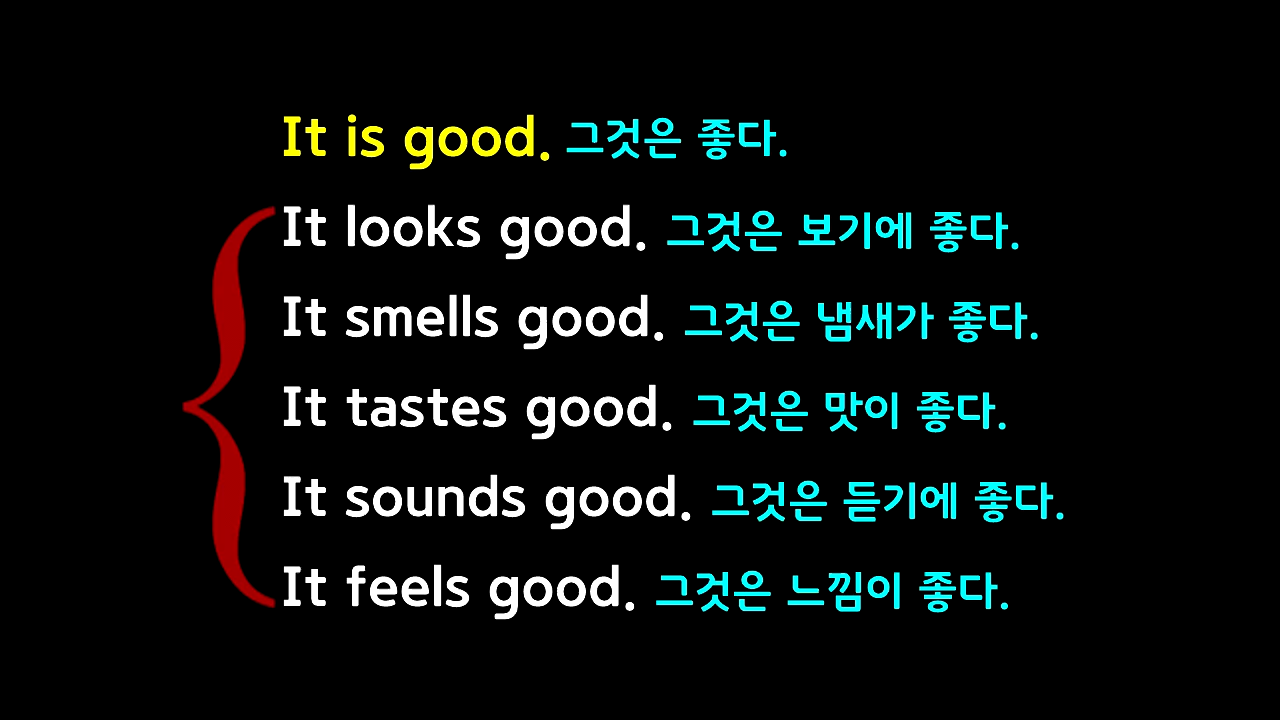 It is good. 그것은 좋다.
It looks good. 그것은 보기에 좋다.
It smells good. 그것은 냄새가 좋다.
It tastes good. 그것은 맛이 좋다.
It sounds good. 그것은 듣기에 좋다.
It feels good. 그것은 느낌이 좋다.